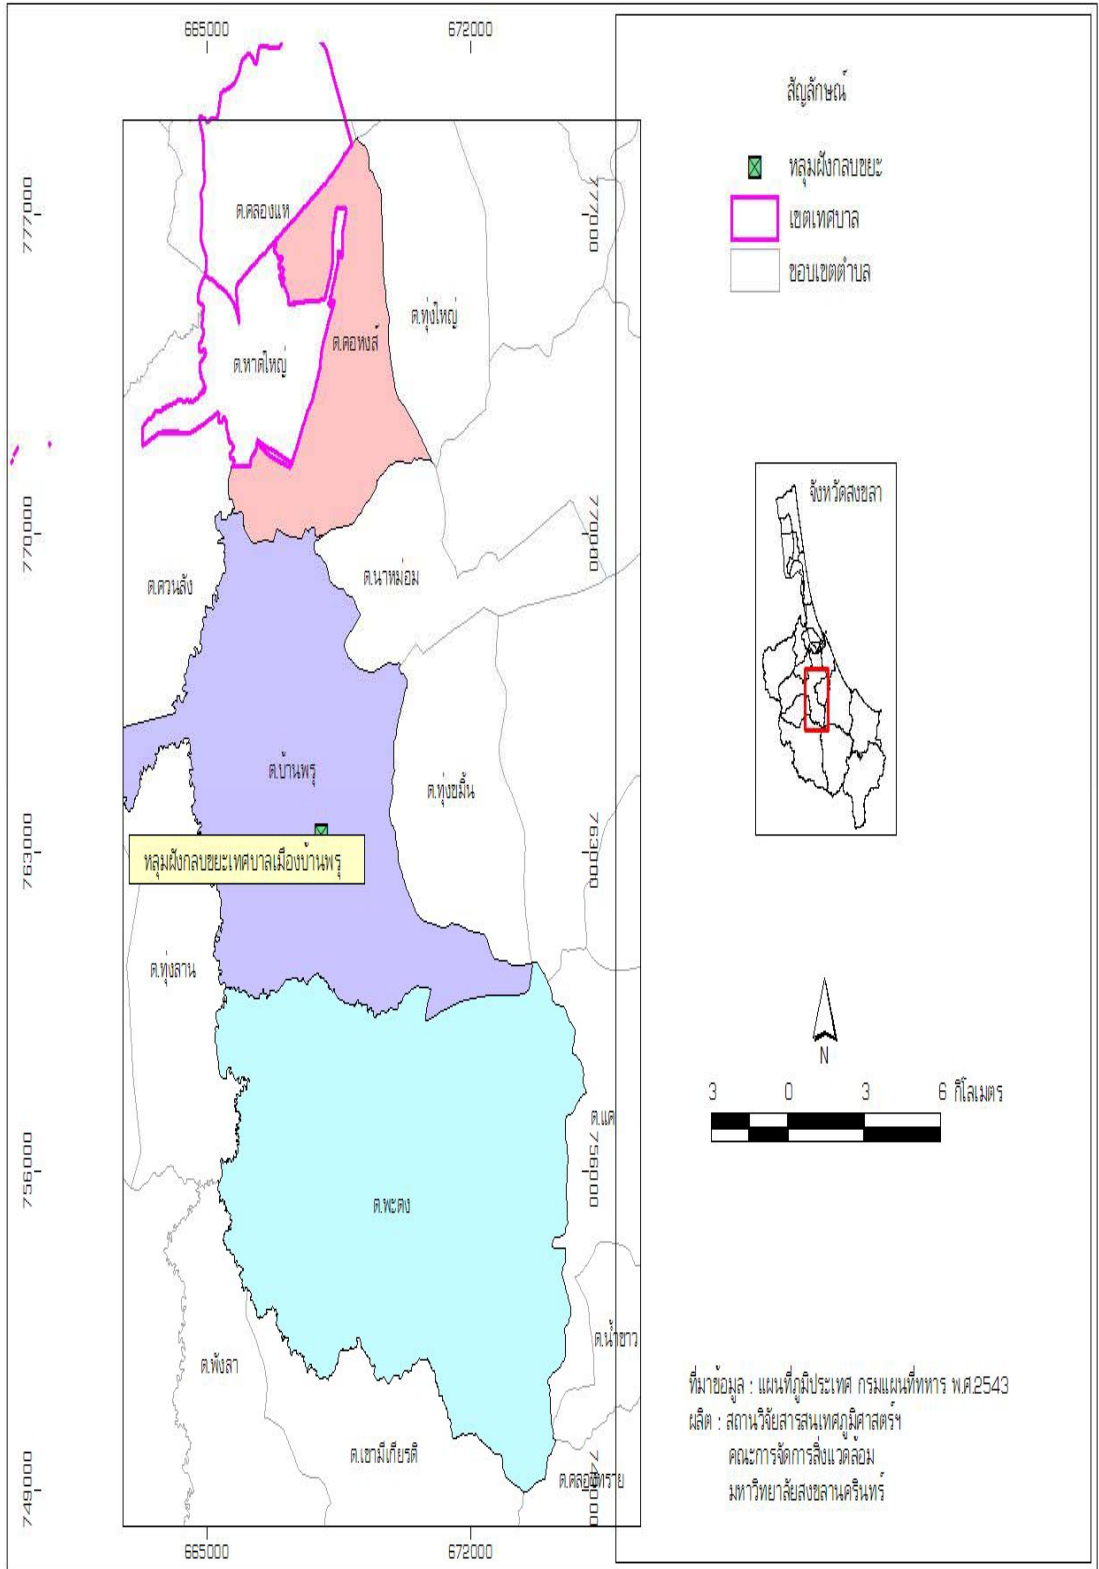 665000
672000
สัญลักษณ์
หลุมฝังกลบขยะ
เขตเทศบาล
ขอบเขตตำบล
777000
777000
ต.คลองแห
ต.ทุ่งใหญ่
ต.คอหงส์
ต.หาดใหญ่
จังหวัดสงขลา
770000
770000
ต.ควนลัง
ต.นาหม่อม
ต.บ้านพรุ
ต.ทุ่งขมิ้น
763000
763000
หลุมฝังกลบขยะเทศบาลเมืองบ้านพรุ
ต.ทุ่งลาน
N
3 0 3 6 กิโลเมตร
ต.แค
756000
756000
ต.พะตง
ต.น้ำขาว
ต.พังลา
ที่มาข้อมูล : แผนที่ภูมิประเทศ กรมแผนที่ทหาร พ.ศ.2543
ผลิต : สถานวิจัยสารสนเทศภูมิศาสตร์ฯ
คณะการจัดการสิ่งแวดล้อม
มหาวิทยาลัยสงขลานครินทร์
ต.เขามีเกียรติ
ต.คลองทราย
749000
749000
665000
672000